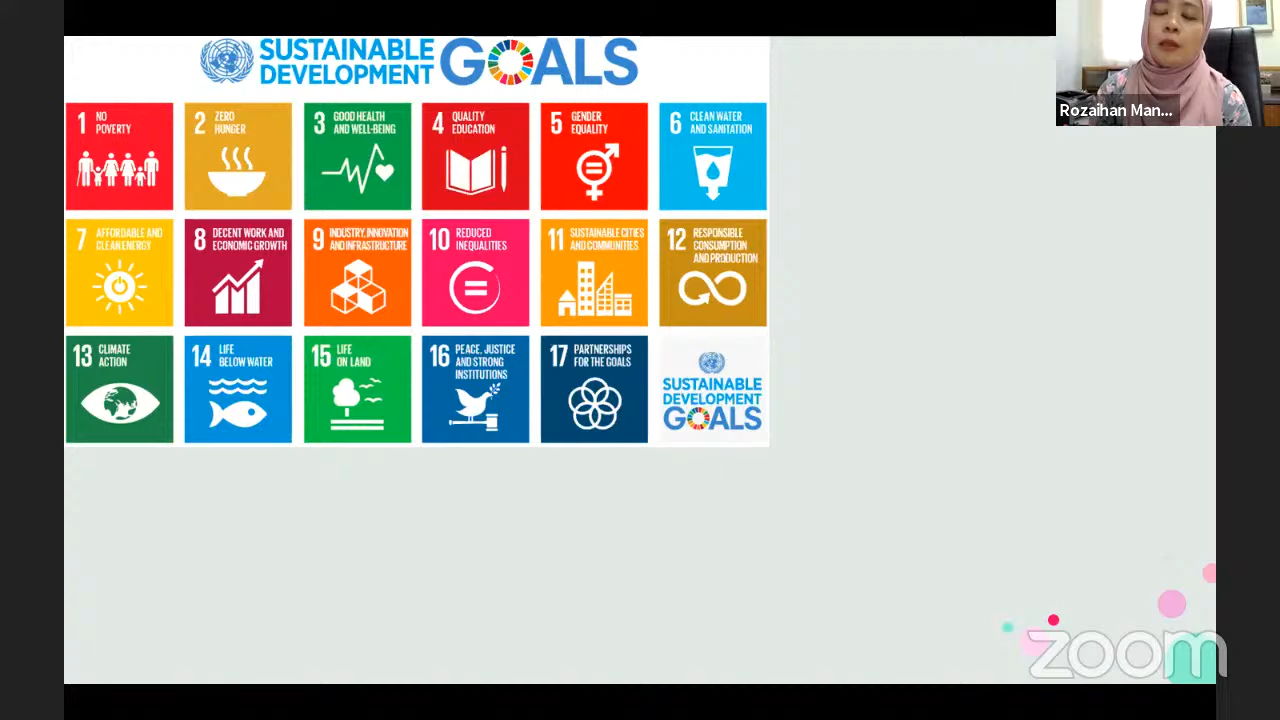 SUSTAINABLE
DEVELOPMENT
GOALS
1 NO
POVERTY
2 ZERO
HUNGER
3 GOOD HEALTH
AND WELL-BEING
4 QUALITY
EDUCATION
5 GENDER
EQUALITY
6 CLEAN WATER
AND SANITATION
7 AFFORDABLE AND
CLEAN ENERGY
8 DECENT WORK AND
ECONOMIC GROWTH
9 INDUSTRY, INNOVATION
AND INFRASTRUCTURE
10 REDUCED
INEQUALITIES
11 SUSTAINABLE CITIES
AND COMMUNITIES
12 RESPONSIBLE
CONSUMPTION
AND PRODUCTION
13 CLIMATE
ACTION
14 LIFE
BELOW WATER
15 LIFE
ON LAND
16 PEACE, JUSTICE
AND STRONG
INSTITUTIONS
17 PARTNERSHIPS
FOR THE GOALS
SUSTAINABLE
DEVELOPMENT
GOALS
Rozaihan Man...
zoom